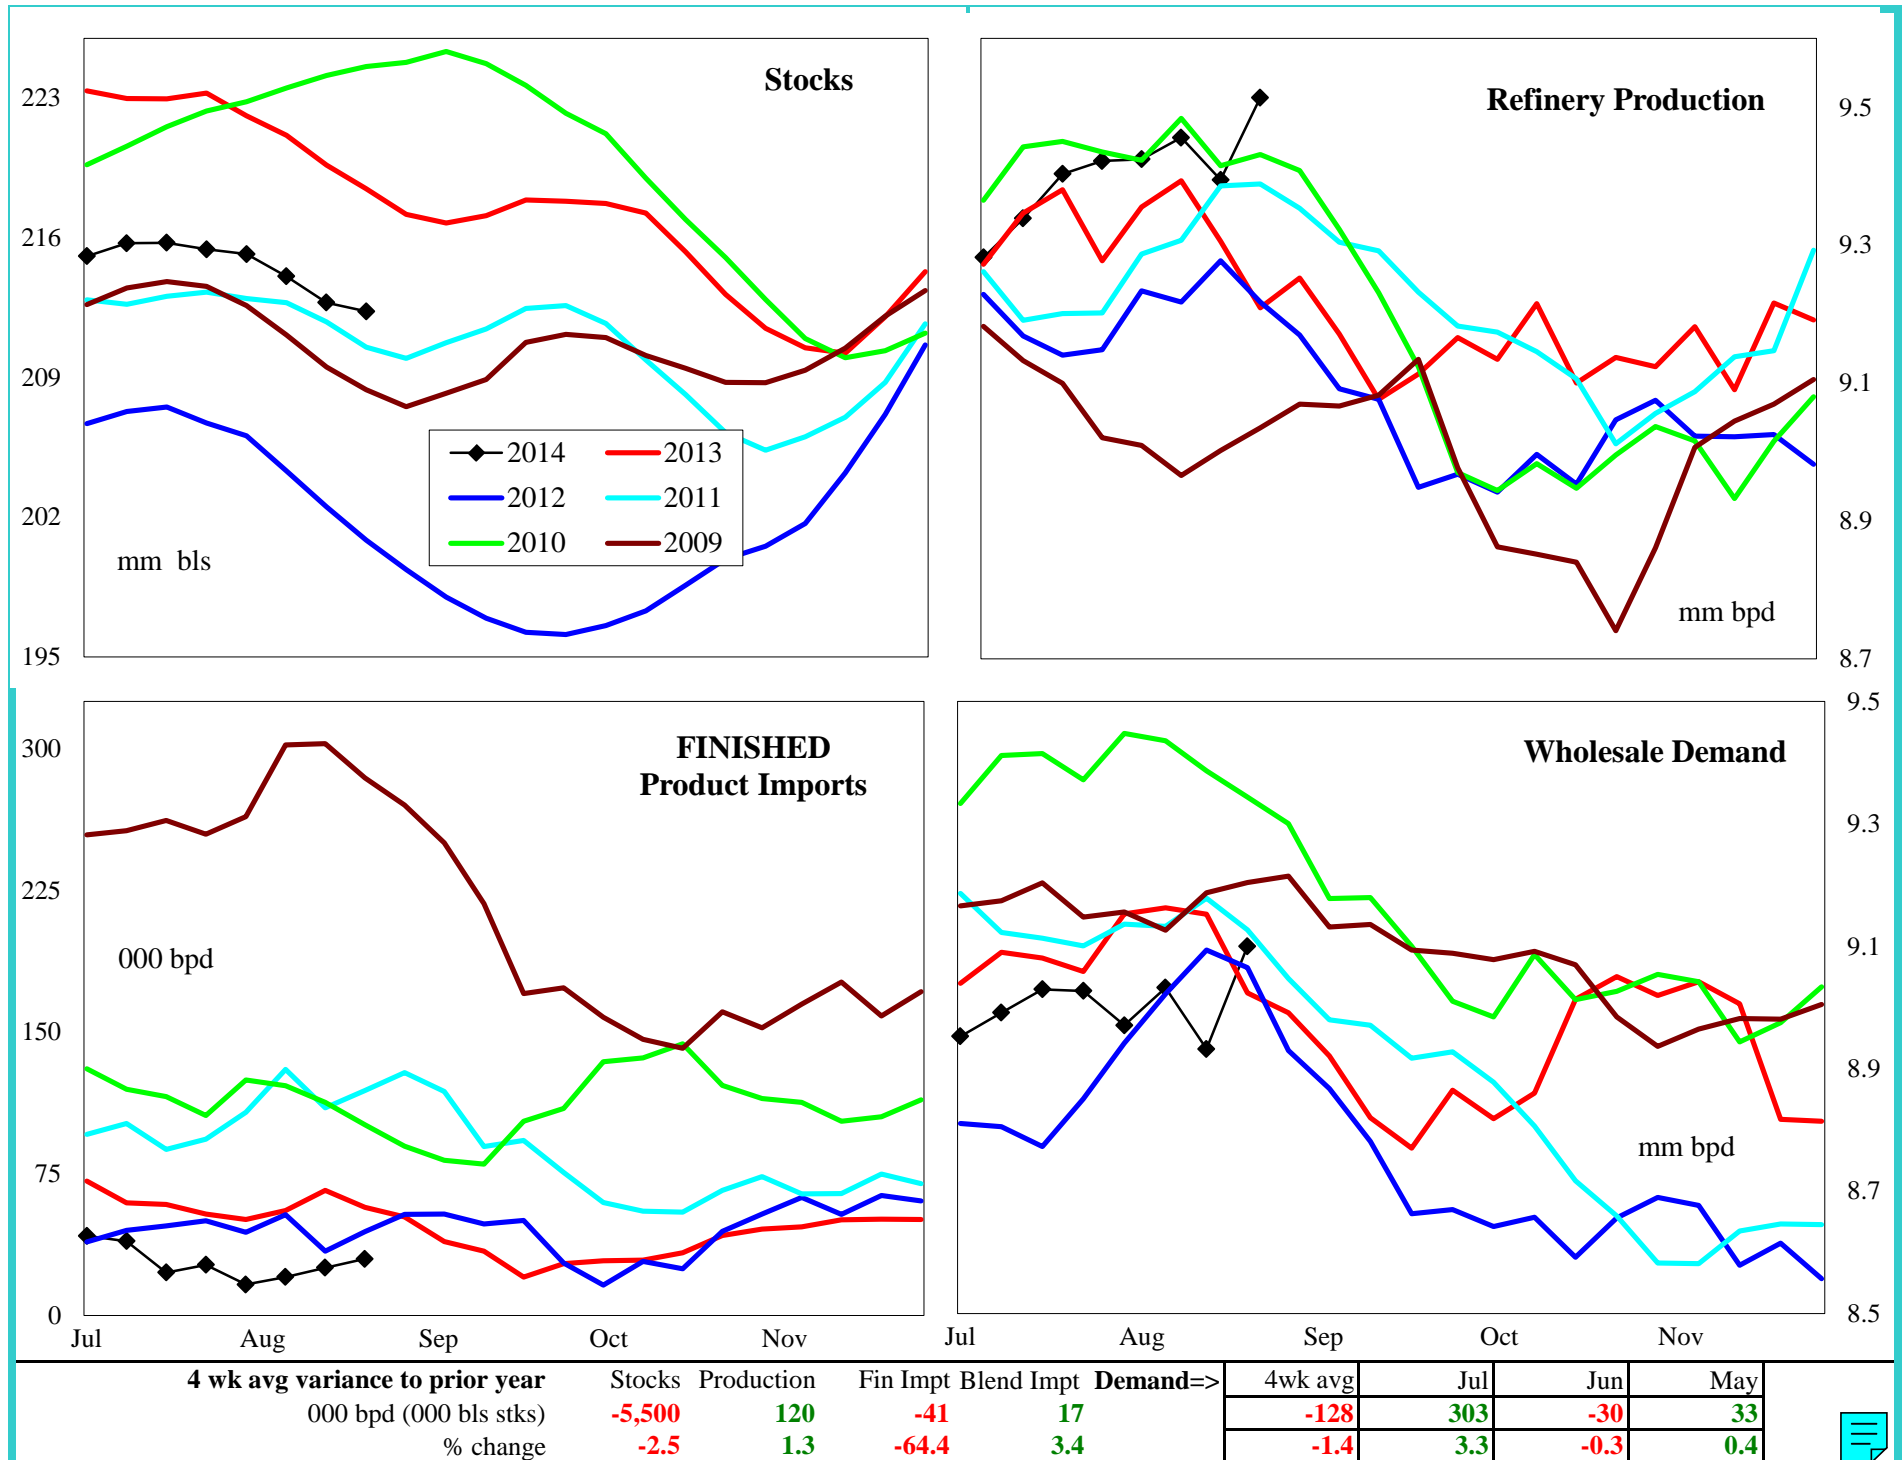 Stocks
223
216
209
202
195
mm bls
2014 2013
2012 2011
2010 2009
Refinery Production
9.5
9.3
9.1
8.9
8.7
mm bpd
FINISHED
Product Imports
300
225
150
75
0
000 bpd
Jul Aug Sep Oct Nov
Wholesale Demand
9.5
9.3
9.1
8.9
8.7
8.5
mm bpd
Jul Aug Sep Oct Nov
4 wk avg variance to prior year Stocks Production Fin Impt Blend Impt Demand=> 4wk avg Jul Jun May
000 bpd (000 bls stks) -5,500 120 -41 17 -128 303 -30 33
% change -2.5 1.3 -64.4 3.4 -1.4 3.3 -0.3 0.4